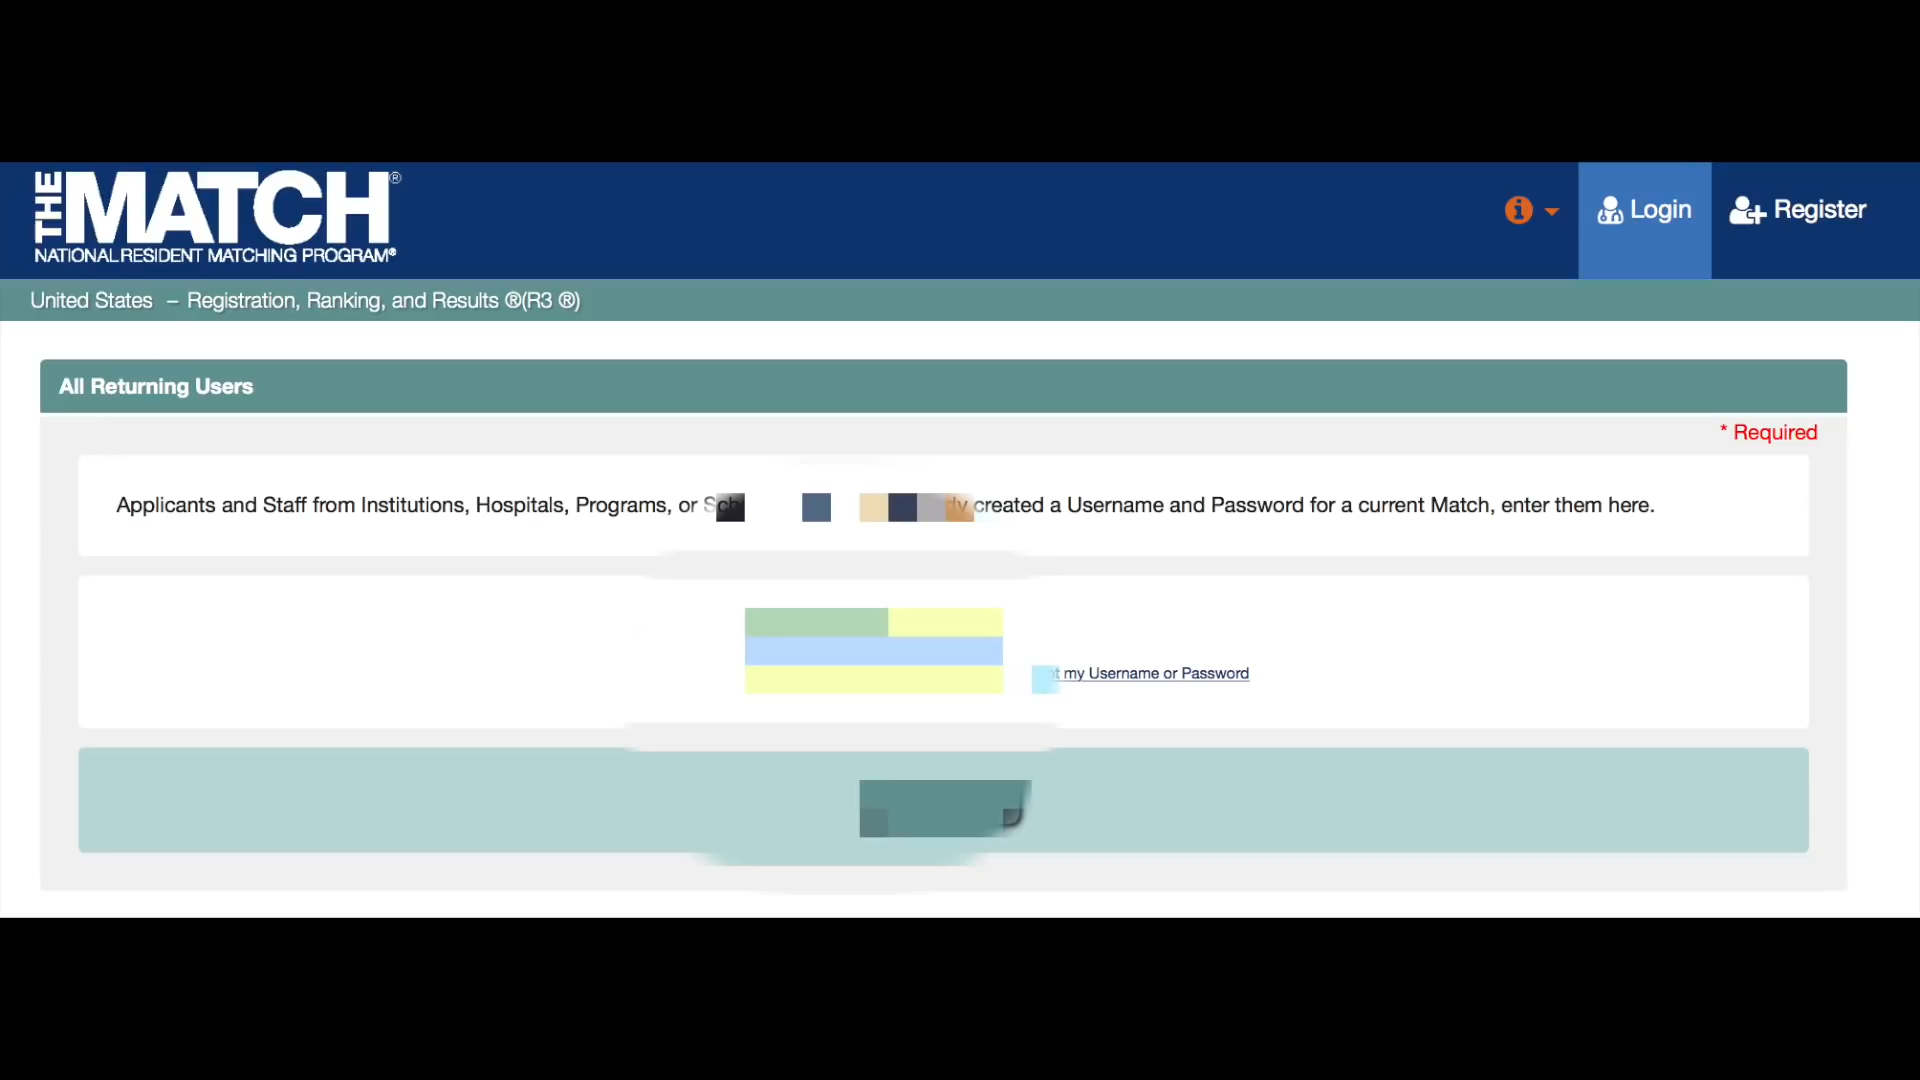 THE MATCH®
NATIONAL RESIDENT MATCHING PROGRAM®
Login
Register
United States – Registration, Ranking, and Results ®(R3 ®)
All Returning Users
* Required
Applicants and Staff from Institutions, Hospitals, Programs, or created a Username and Password for a current Match, enter them here.
my Username or Password